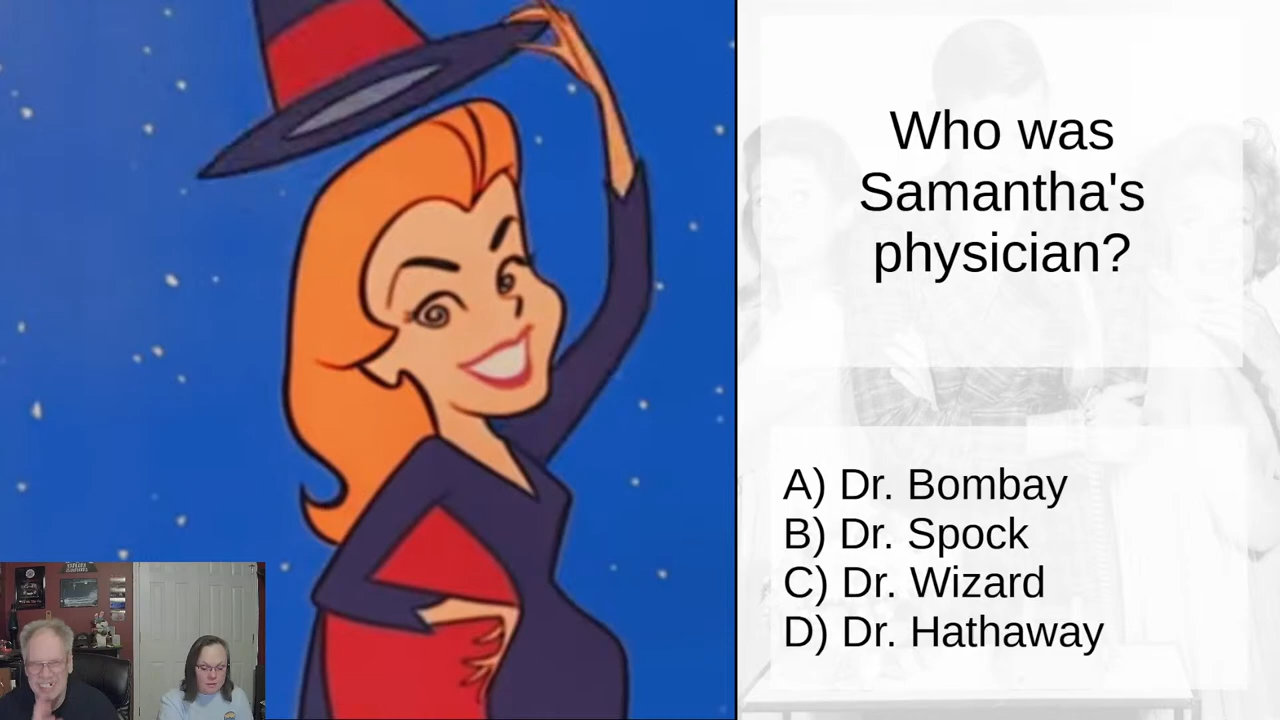 Who was
Samantha's
physician?
A) Dr. Bombay
B) Dr. Spock
C) Dr. Wizard
D) Dr. Hathaway